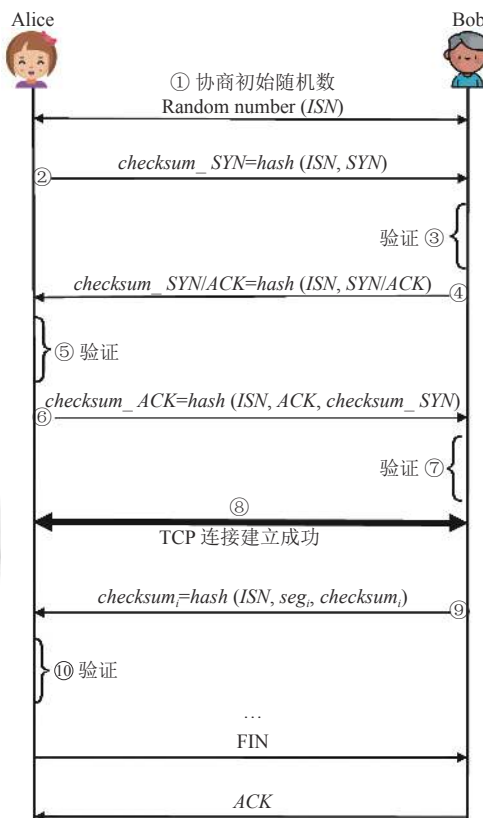 Alice
Bob
① 协商初始随机数
Random number (ISN)
② checksum_ SYN=hash (ISN, SYN)
验证 ③
checksum_ SYN/ACK=hash (ISN, SYN/ACK) ④
⑤ 验证
⑥ checksum_ ACK=hash (ISN, ACK, checksum_ SYN)
验证 ⑦
⑧
TCP 连接建立成功
checksumᵢ=hash (ISN, segᵢ, checksumᵢ) ⑨
⑩ 验证
…
FIN
ACK